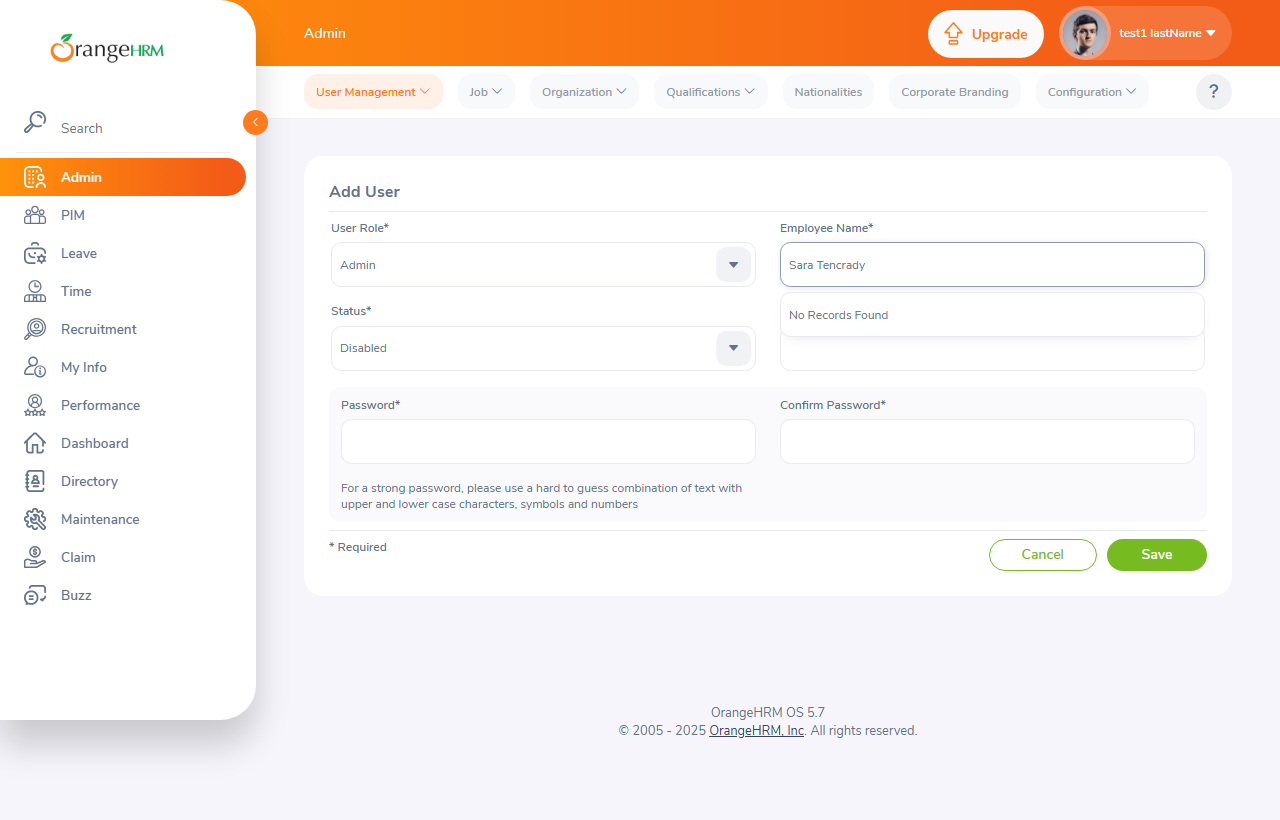 OrangeHRM
Admin
Upgrade
test1 lastName
User Management
Job
Organization
Qualifications
Nationalities
Corporate Branding
Configuration
?
Search
Admin
PIM
Leave
Time
Recruitment
My Info
Performance
Dashboard
Directory
Maintenance
Claim
Buzz
Add User
User Role*
Employee Name*
Admin
Sara Tencrady
Status*
No Records Found
Disabled
Password*
Confirm Password*
For a strong password, please use a hard to guess combination of text with
upper and lower case characters, symbols and numbers
* Required
Cancel
Save
OrangeHRM OS 5.7
© 2005 - 2025 OrangeHRM, Inc. All rights reserved.